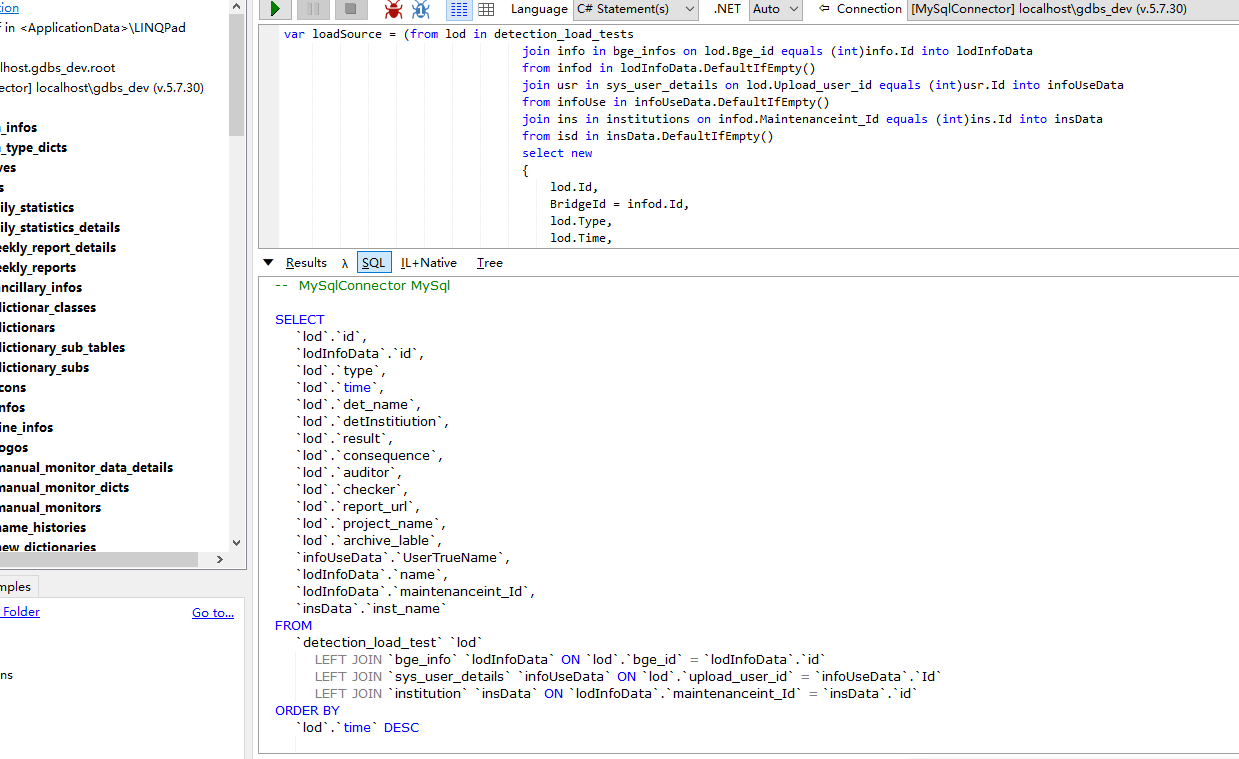 tion
f in <ApplicationData>\LINQPad
lhost.gdbs_dev.root
ector] localhost\gdbs_dev (v.5.7.30)
_infos
_type_dicts
ves
s
ily_statistics
ily_statistics_details
eekly_report_details
eekly_reports
ncillary_infos
dictionar_classes
dictionars
dictionary_sub_tables
dictionary_subs
cons
nfos
ine_infos
ogos
manual_monitor_data_details
manual_monitor_dicts
manual_monitors
name_histories
new_dictionaries
mples
Folder
Go to...
ns
Language C# Statement(s) .NET Auto Connection [MySqlConnector] localhost\gdbs_dev (v.5.7.30)
var loadSource = (from lod in detection_load_tests
join info in bge_infos on lod.Bge_id equals (int)info.Id into lodInfoData
from infod in lodInfoData.DefaultIfEmpty()
join usr in sys_user_details on lod.Upload_user_id equals (int)usr.Id into infoUseData
from infoUse in infoUseData.DefaultIfEmpty()
join ins in institutions on infod.Maintenanceint_Id equals (int)ins.Id into insData
from isd in insData.DefaultIfEmpty()
select new
{
lod.Id,
BridgeId = infod.Id,
lod.Type,
lod.Time,
Results λ SQL IL+Native Tree
-- MySqlConnector MySql
SELECT
`lod`.`id`,
`lodInfoData`.`id`,
`lod`.`type`,
`lod`.`time`,
`lod`.`det_name`,
`lod`.`detInstitiution`,
`lod`.`result`,
`lod`.`consequence`,
`lod`.`auditor`,
`lod`.`checker`,
`lod`.`report_url`,
`lod`.`project_name`,
`lod`.`archive_lable`,
`infoUseData`.`UserTrueName`,
`lodInfoData`.`name`,
`lodInfoData`.`maintenanceint_Id`,
`insData`.`inst_name`
FROM
`detection_load_test` `lod`
LEFT JOIN `bge_info` `lodInfoData` ON `lod`.`bge_id` = `lodInfoData`.`id`
LEFT JOIN `sys_user_details` `infoUseData` ON `lod`.`upload_user_id` = `infoUseData`.`Id`
LEFT JOIN `institution` `insData` ON `lodInfoData`.`maintenanceint_Id` = `insData`.`id`
ORDER BY
`lod`.`time` DESC